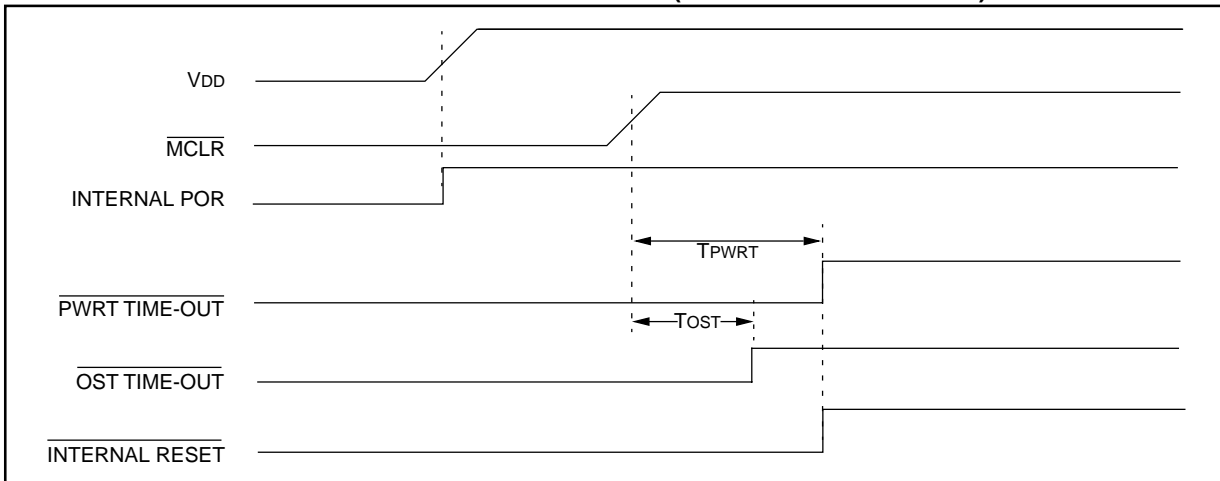 VDD
MCLR
INTERNAL POR
TPWRT
PWRT TIME-OUT
TOST
OST TIME-OUT
INTERNAL RESET